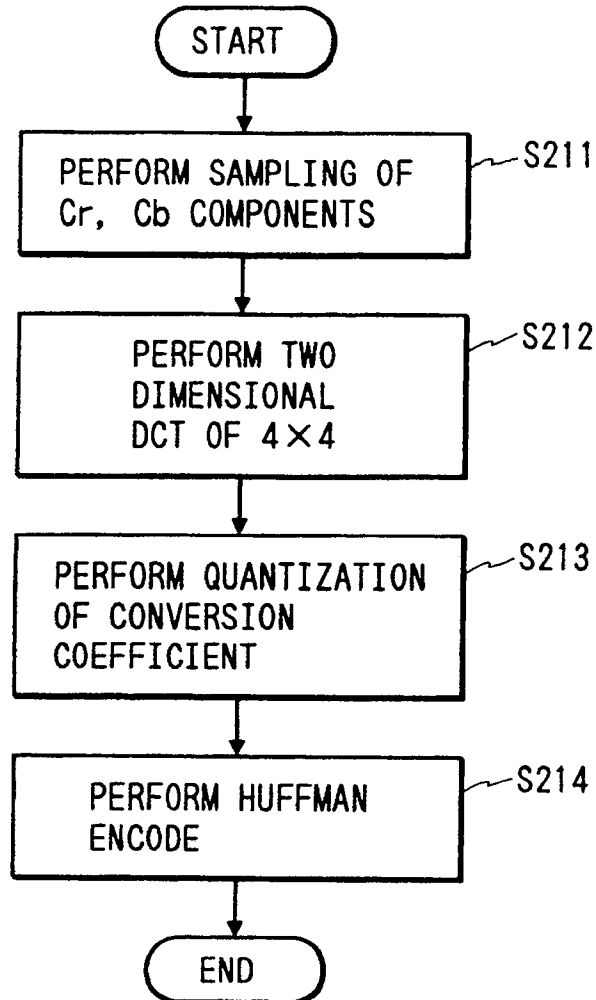 START
PERFORM SAMPLING OF
Cr, Cb COMPONENTS
S211
PERFORM TWO
DIMENSIONAL
DCT OF 4×4
S212
PERFORM QUANTIZATION
OF CONVERSION
COEFFICIENT
S213
PERFORM HUFFMAN
ENCODE
S214
END